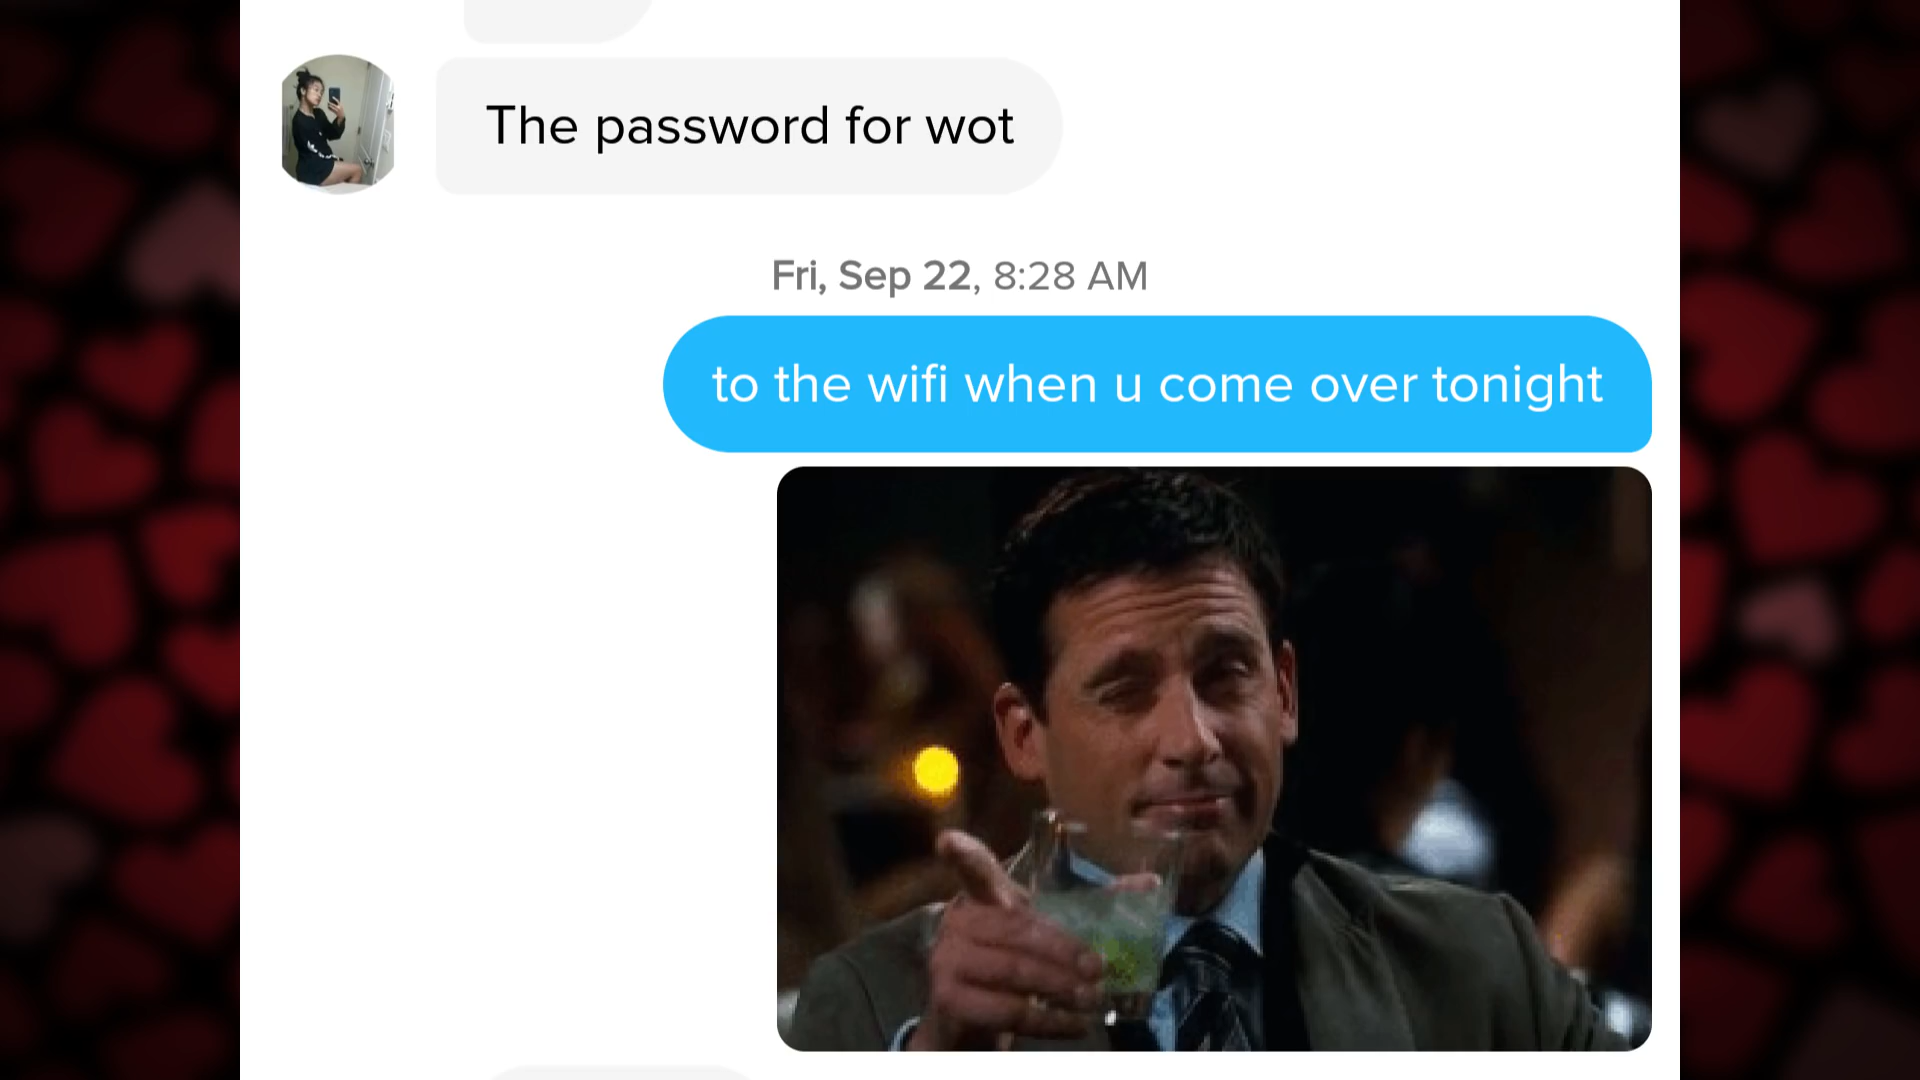 The password for wot
Fri, Sep 22, 8:28 AM
to the wifi when u come over tonight